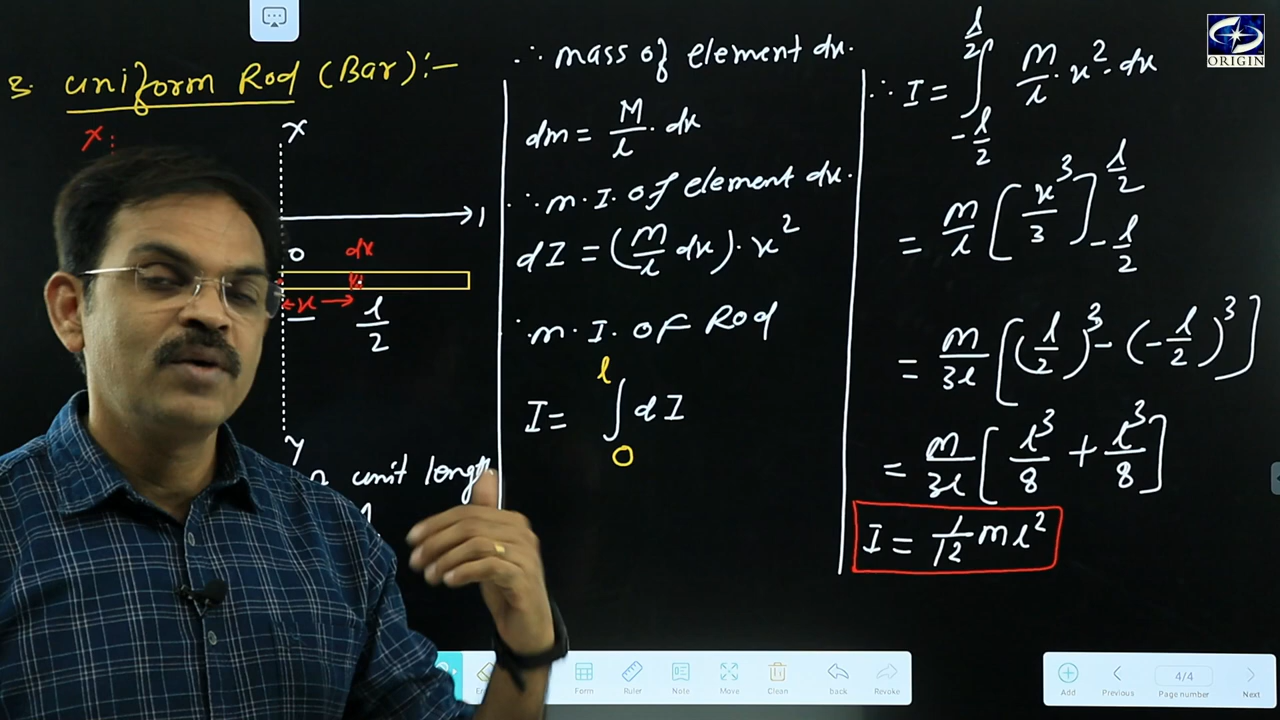 3. Uniform Rod (Bar):-
X
O
dx
x
l/2
Y
unit length
∴ mass of element dx.
dm = M/l · dx
∴ m. I. of element dx.
dI = (m/l dx) · x²
∴ m. I. of Rod
I = ∫₀ˡ dI
∴ I = ∫_{-l/2}^{l/2} m/l · x² · dx
= m/l [x³/3]_{-l/2}^{l/2}
= m/3l [(l/2)³ - (-l/2)³]
= m/3l [l³/8 + l³/8]
I = 1/12 ml²
ORIGIN
Form
Ruler
Note
Move
Clean
back
Revoke
Add
Previous
4/4
Page number
Next